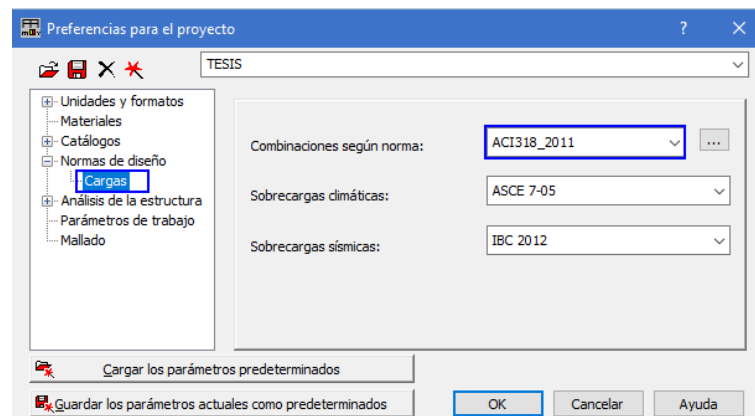 Preferencias para el proyecto
TESIS
Unidades y formatos
Materiales
Catálogos
Normas de diseño
Cargas
Análisis de la estructura
Parámetros de trabajo
Mallado
Combinaciones según norma:
ACI318_2011
...
Sobrecargas climáticas:
ASCE 7-05
Sobrecargas sísmicas:
IBC 2012
Cargar los parámetros predeterminados
Guardar los parámetros actuales como predeterminados
OK
Cancelar
Ayuda